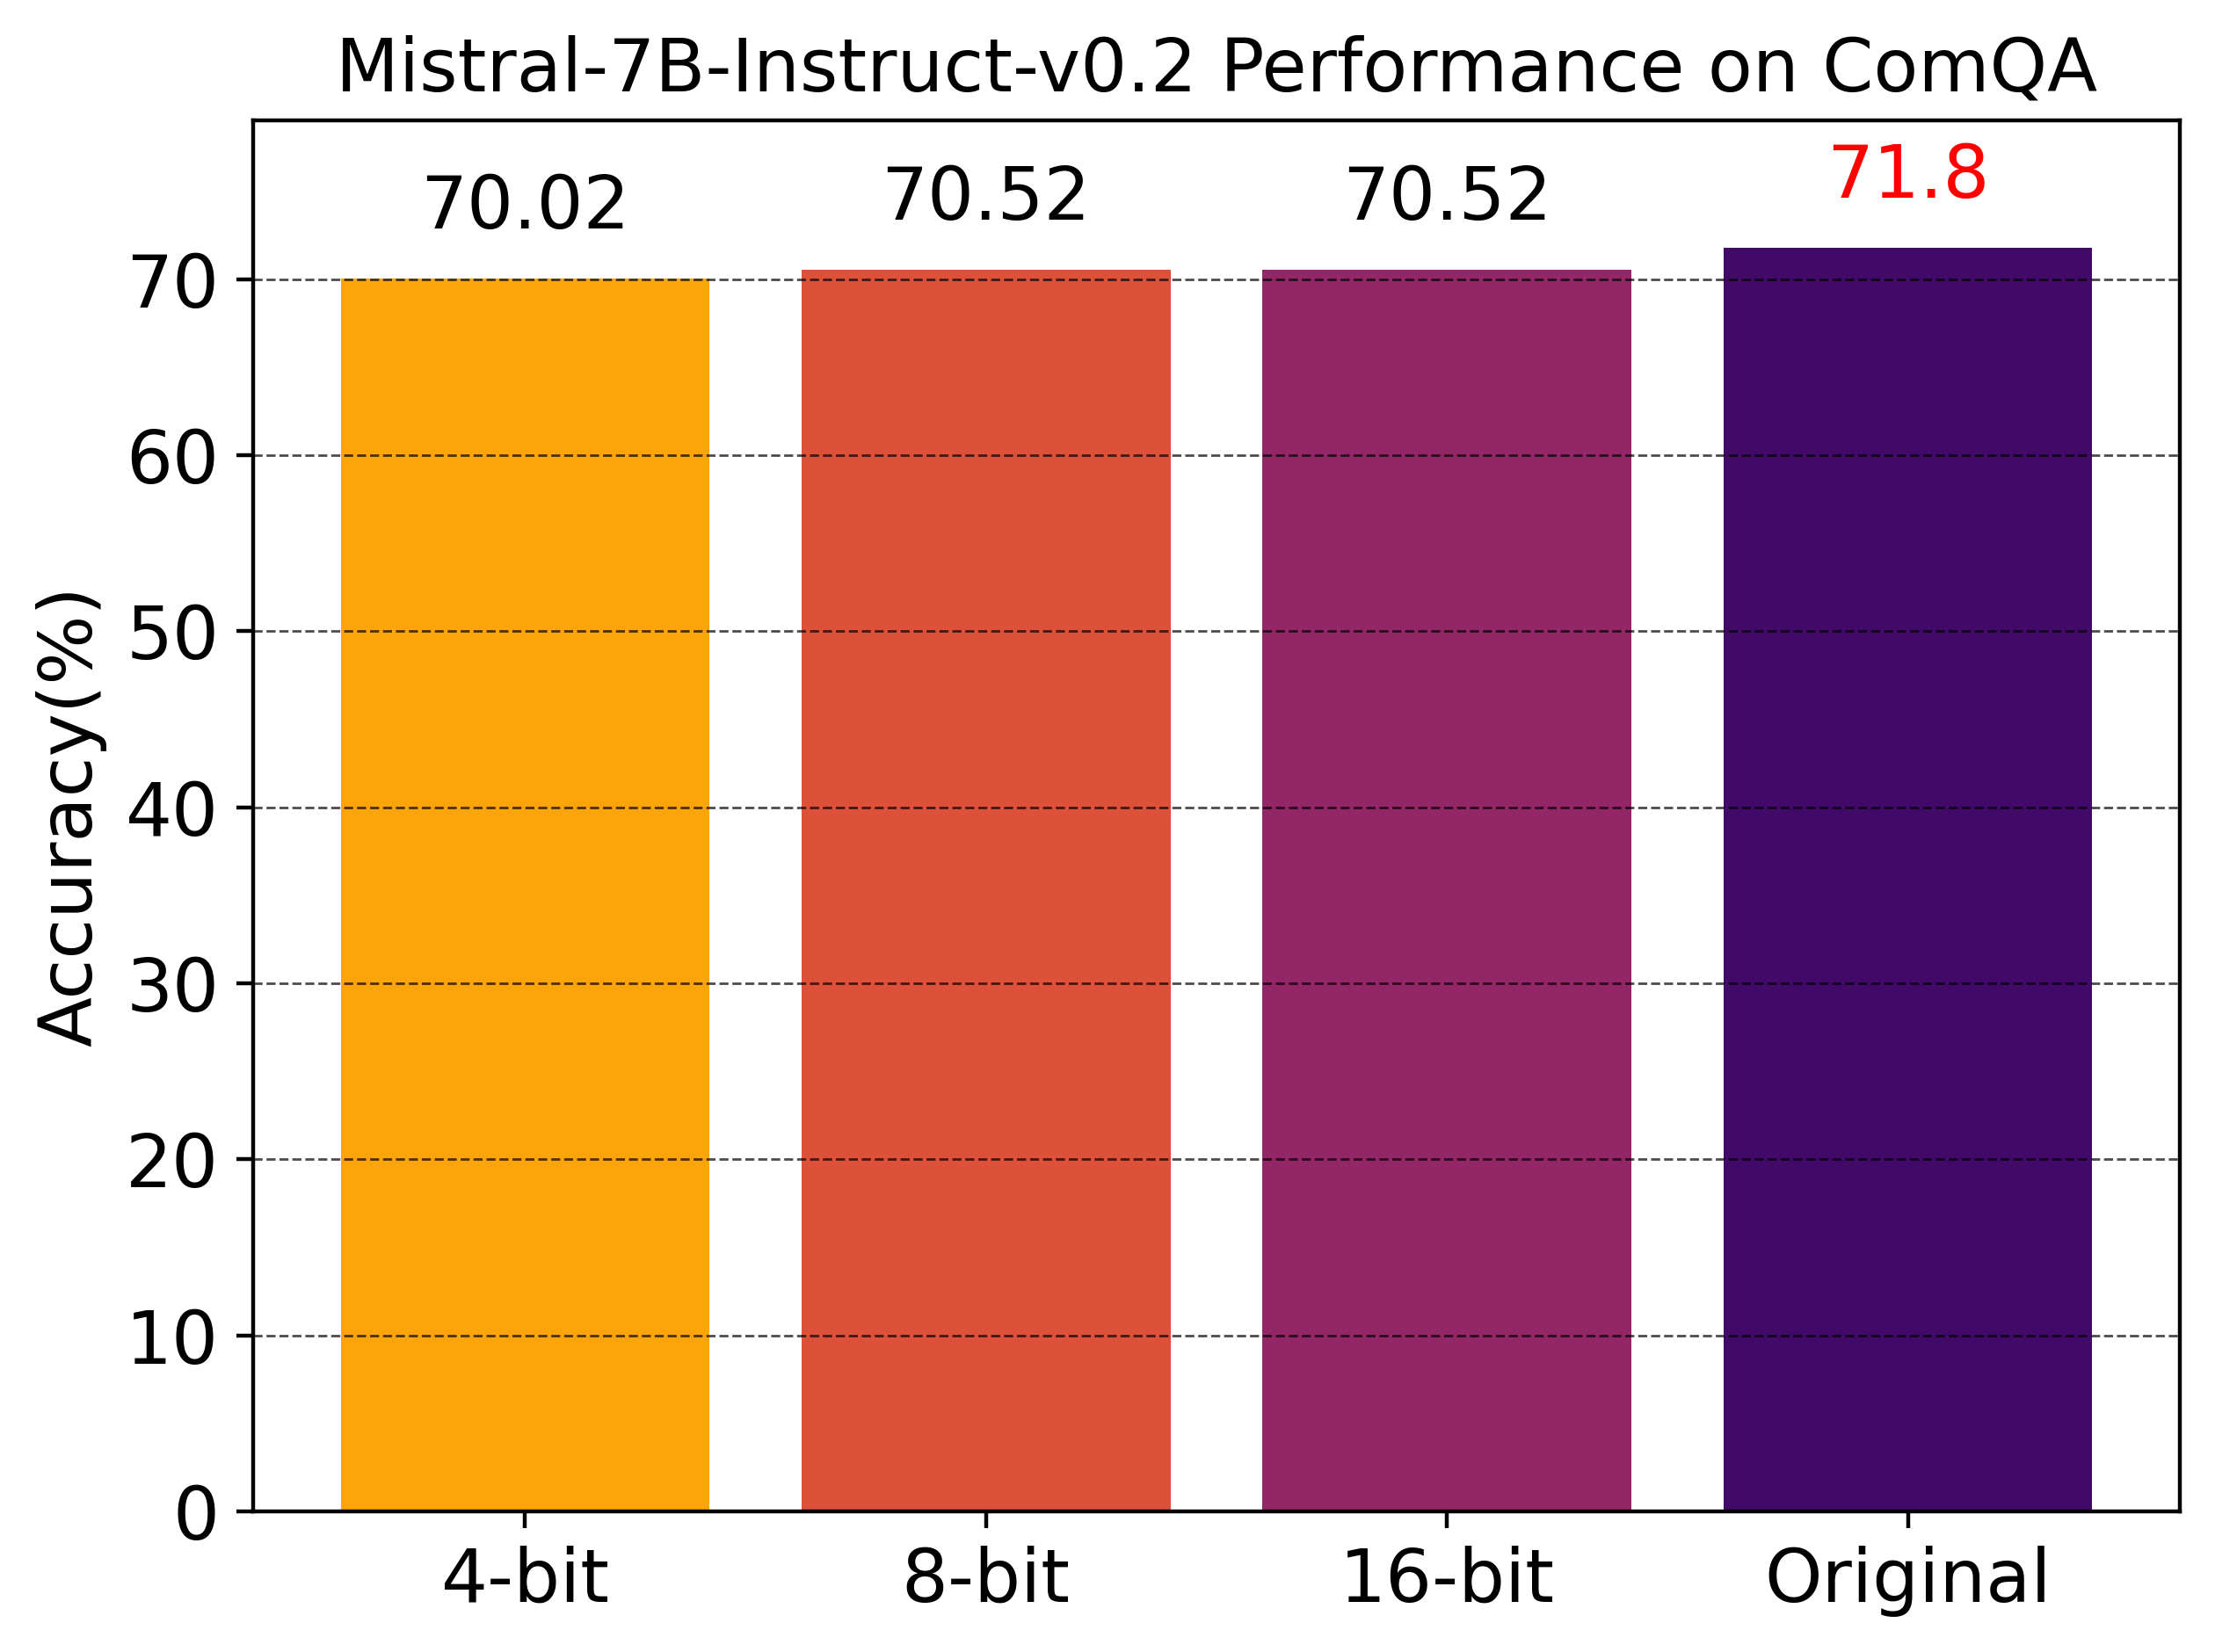 Mistral-7B-Instruct-v0.2 Performance on ComQA
70.02
70.52
70.52
71.8
Accuracy(%)
70
60
50
40
30
20
10
0
4-bit
8-bit
16-bit
Original